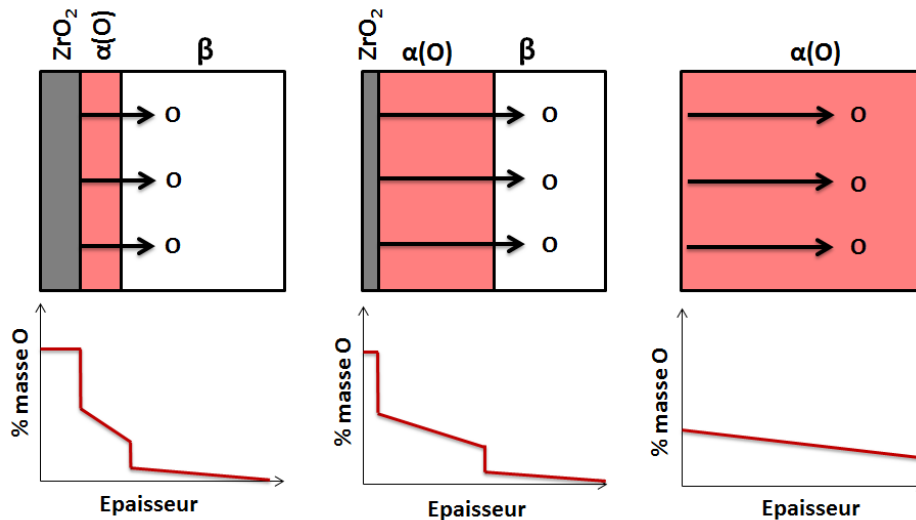 ZrO₂
α(O)
β
O
O
O
% masse O
Epaisseur
ZrO₂
α(O)
β
O
O
O
% masse O
Epaisseur
α(O)
O
O
O
% masse O
Epaisseur